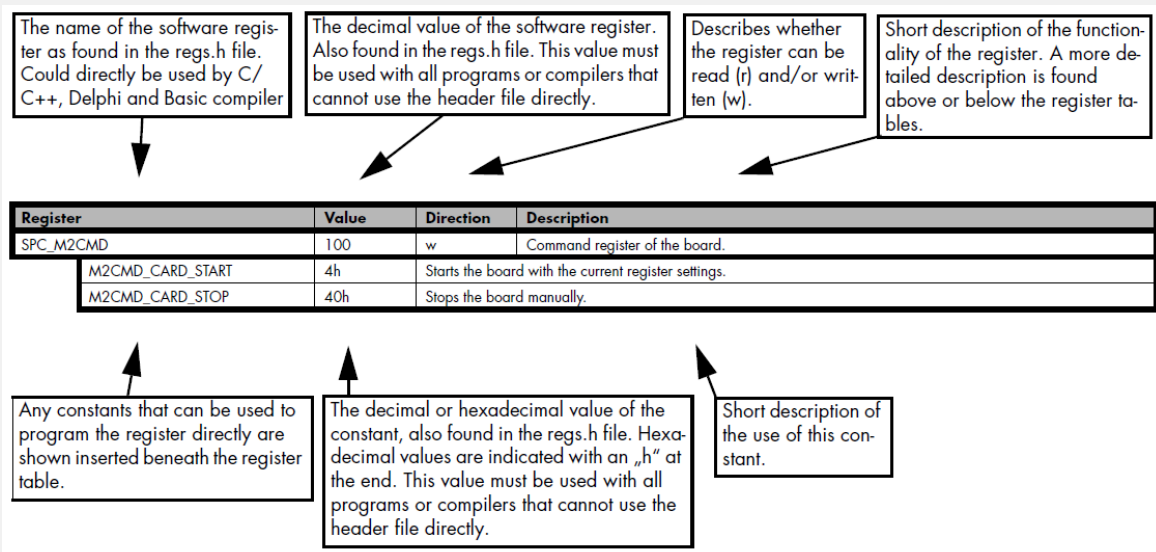 The name of the software regis-
ter as found in the regs.h file.
Could directly be used by C/
C++, Delphi and Basic compiler
The decimal value of the software register.
Also found in the regs.h file. This value must
be used with all programs or compilers that
cannot use the header file directly.
Describes whether
the register can be
read (r) and/or writ-
ten (w).
Short description of the function-
ality of the register. A more de-
tailed description is found
above or below the register ta-
bles.
Register Value Direction Description
SPC_M2CMD 100 w Command register of the board.
M2CMD_CARD_START 4h Starts the board with the current register settings.
M2CMD_CARD_STOP 40h Stops the board manually.
Any constants that can be used to
program the register directly are
shown inserted beneath the register
table.
The decimal or hexadecimal value of the
constant, also found in the regs.h file. Hexa-
decimal values are indicated with an „h“ at
the end. This value must be used with all
programs or compilers that cannot use the
header file directly.
Short description of
the use of this con-
stant.